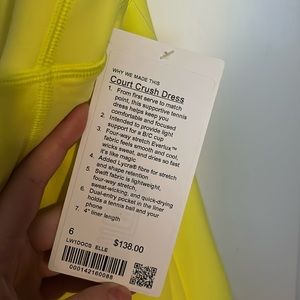 WHY WE MADE THIS
Court Crush Dress
1. From first serve to match
point, this supportive tennis
dress helps keep you
comfortable
2. Intended to provide light
support for a B/C cup
3. Four-way stretch Everlux™
fabric feels smooth and cool,
wicks sweat, and dries so fast
it's like magic
4. Added Lycra® fibre for stretch
and shape retention
5. Swift fabric is lightweight,
four-way stretch,
sweat-wicking, and quick-drying
6. Dual-entry pocket in the liner
holds a tennis ball and your
phone
7. 4" liner length
6 $138.00
LW1DQCS ELLE
000142160086